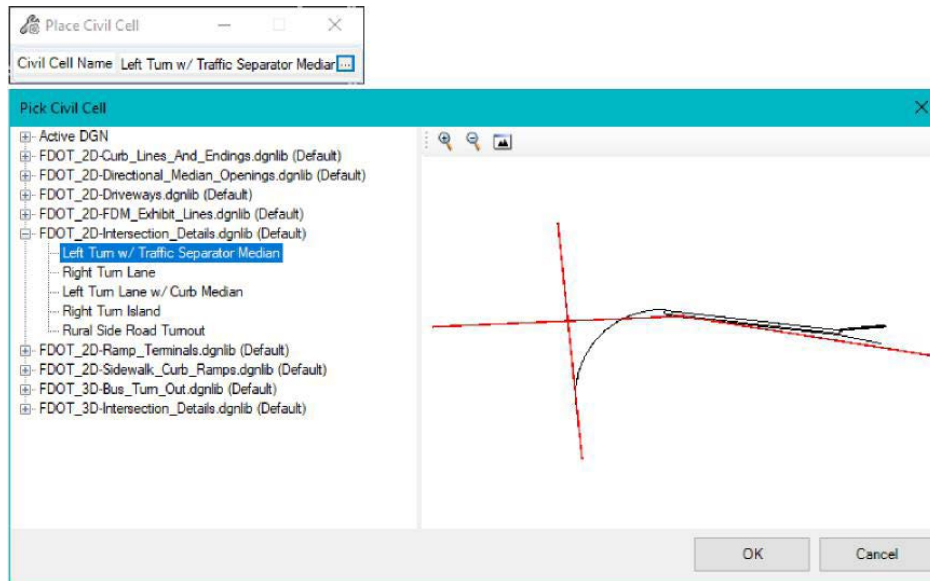 Place Civil Cell
Civil Cell Name Left Turn w/ Traffic Separator Median ...
Pick Civil Cell
Active DGN
FDOT_2D-Curb_Lines_And_Endings.dgnlib (Default)
FDOT_2D-Directional_Median_Openings.dgnlib (Default)
FDOT_2D-Driveways.dgnlib (Default)
FDOT_2D-FDM_Exhibit_Lines.dgnlib (Default)
FDOT_2D-Intersection_Details.dgnlib (Default)
Left Turn w/ Traffic Separator Median
Right Turn Lane
Left Turn Lane w/ Curb Median
Right Turn Island
Rural Side Road Turnout
FDOT_2D-Ramp_Terminals.dgnlib (Default)
FDOT_2D-Sidewalk_Curb_Ramps.dgnlib (Default)
FDOT_3D-Bus_Turn_Out.dgnlib (Default)
FDOT_3D-Intersection_Details.dgnlib (Default)
OK Cancel